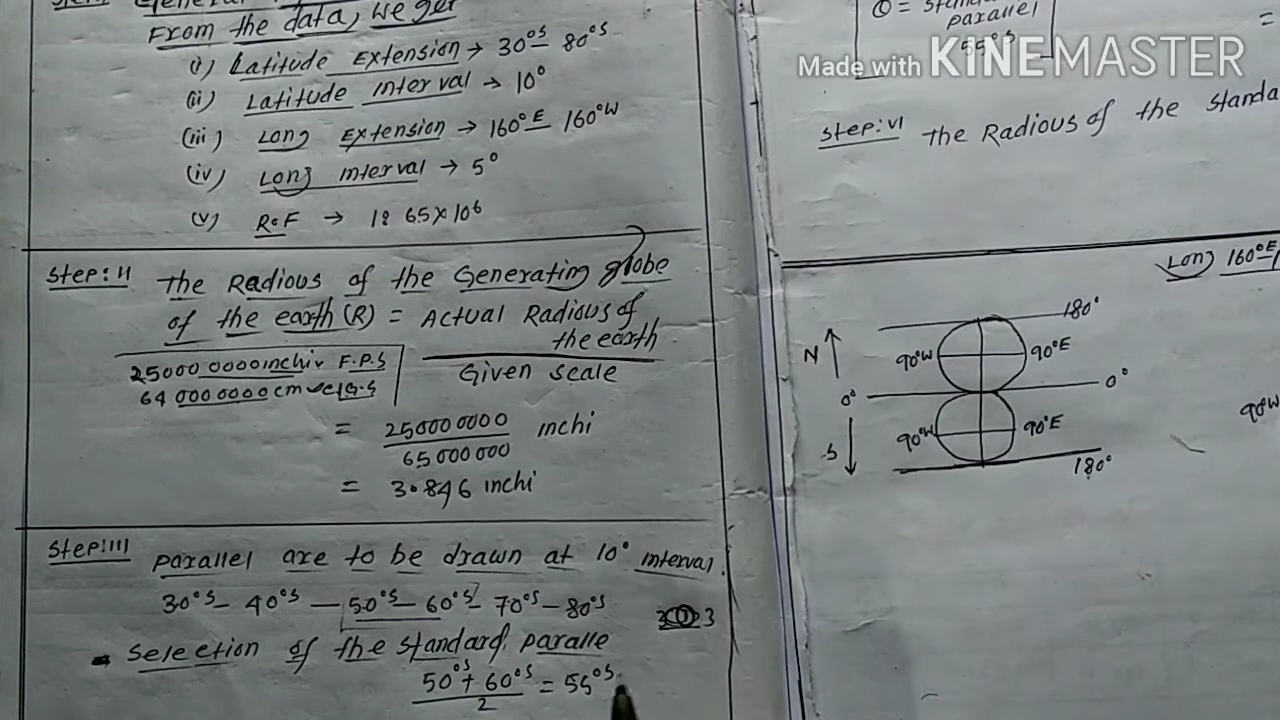 From the data, we get
(i) Latitude Extension → 30°S 80°S
(ii) Latitude interval → 10°
(iii) Long Extension → 160°E 160°W
(iv) Long interval → 5°
(v) R.F → 1: 65×10⁶
Step: II The Radious of the Generating globe
of the earth (R) = Actual Radious of
the earth
Given scale
250000000 inchi F.P.S
640000000 cm C.G.S
= 250000000 inchi
65000000
= 3.846 inchi
Step: III Parallel are to be drawn at 10° interval.
30°S - 40°S - 50°S - 60°S - 70°S - 80°S
3
Selection of the standard paralle
50°S + 60°S = 55°S
2
parallel
55°S
=
Made with KINEMASTER
Step: VI The Radious of the Standa
Long 160°E
180°
N
90°W 90°E
0° 0°
90°W 90°E
S
180°
90°W